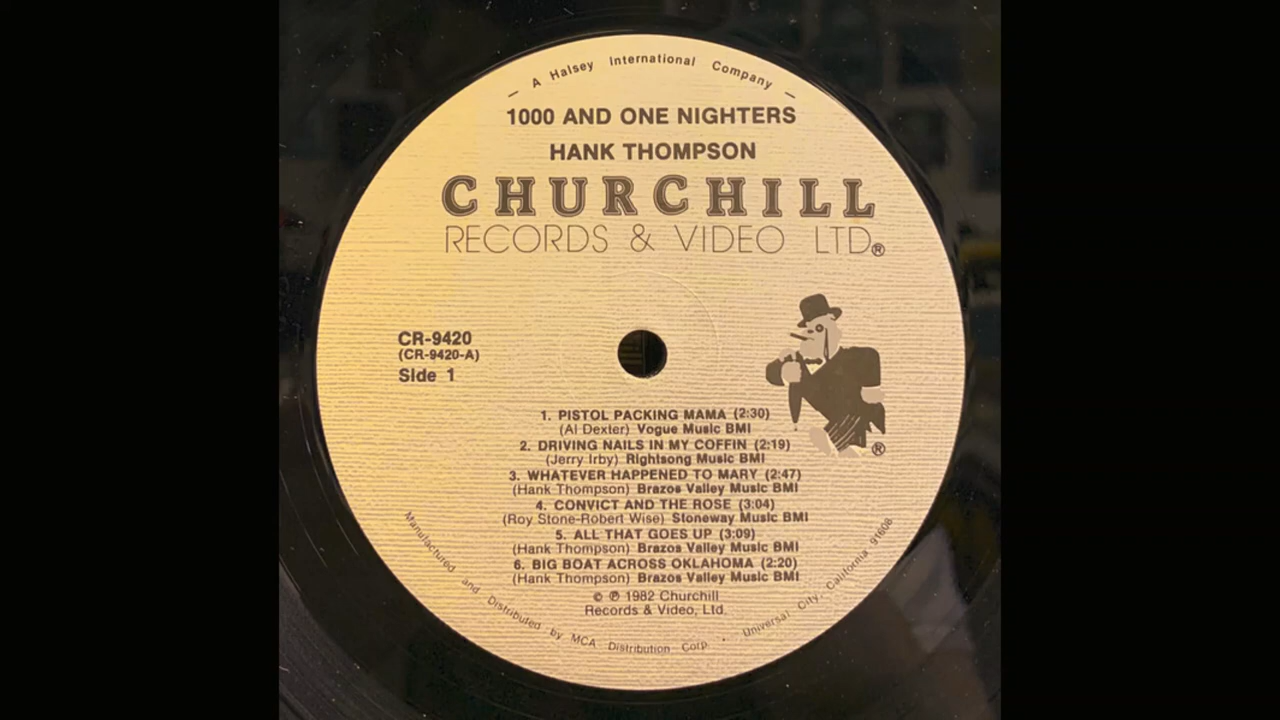 — A Halsey International Company —
1000 AND ONE NIGHTERS
HANK THOMPSON
CHURCHILL
RECORDS & VIDEO LTD.®
CR-9420
(CR-9420-A)
Side 1
®
1. PISTOL PACKING MAMA (2:30)
(Al Dexter) Vogue Music BMI
2. DRIVING NAILS IN MY COFFIN (2:19)
(Jerry Irby) Rightsong Music BMI
3. WHATEVER HAPPENED TO MARY (2:47)
(Hank Thompson) Brazos Valley Music BMI
4. CONVICT AND THE ROSE (3:04)
(Roy Stone-Robert Wise) Stoneway Music BMI
5. ALL THAT GOES UP (3:09)
(Hank Thompson) Brazos Valley Music BMI
6. BIG BOAT ACROSS OKLAHOMA (2:20)
(Hank Thompson) Brazos Valley Music BMI
© ℗ 1982 Churchill
Records & Video, Ltd.
Manufactured and Distributed by MCA Distribution Corp. · Universal City, California 91608